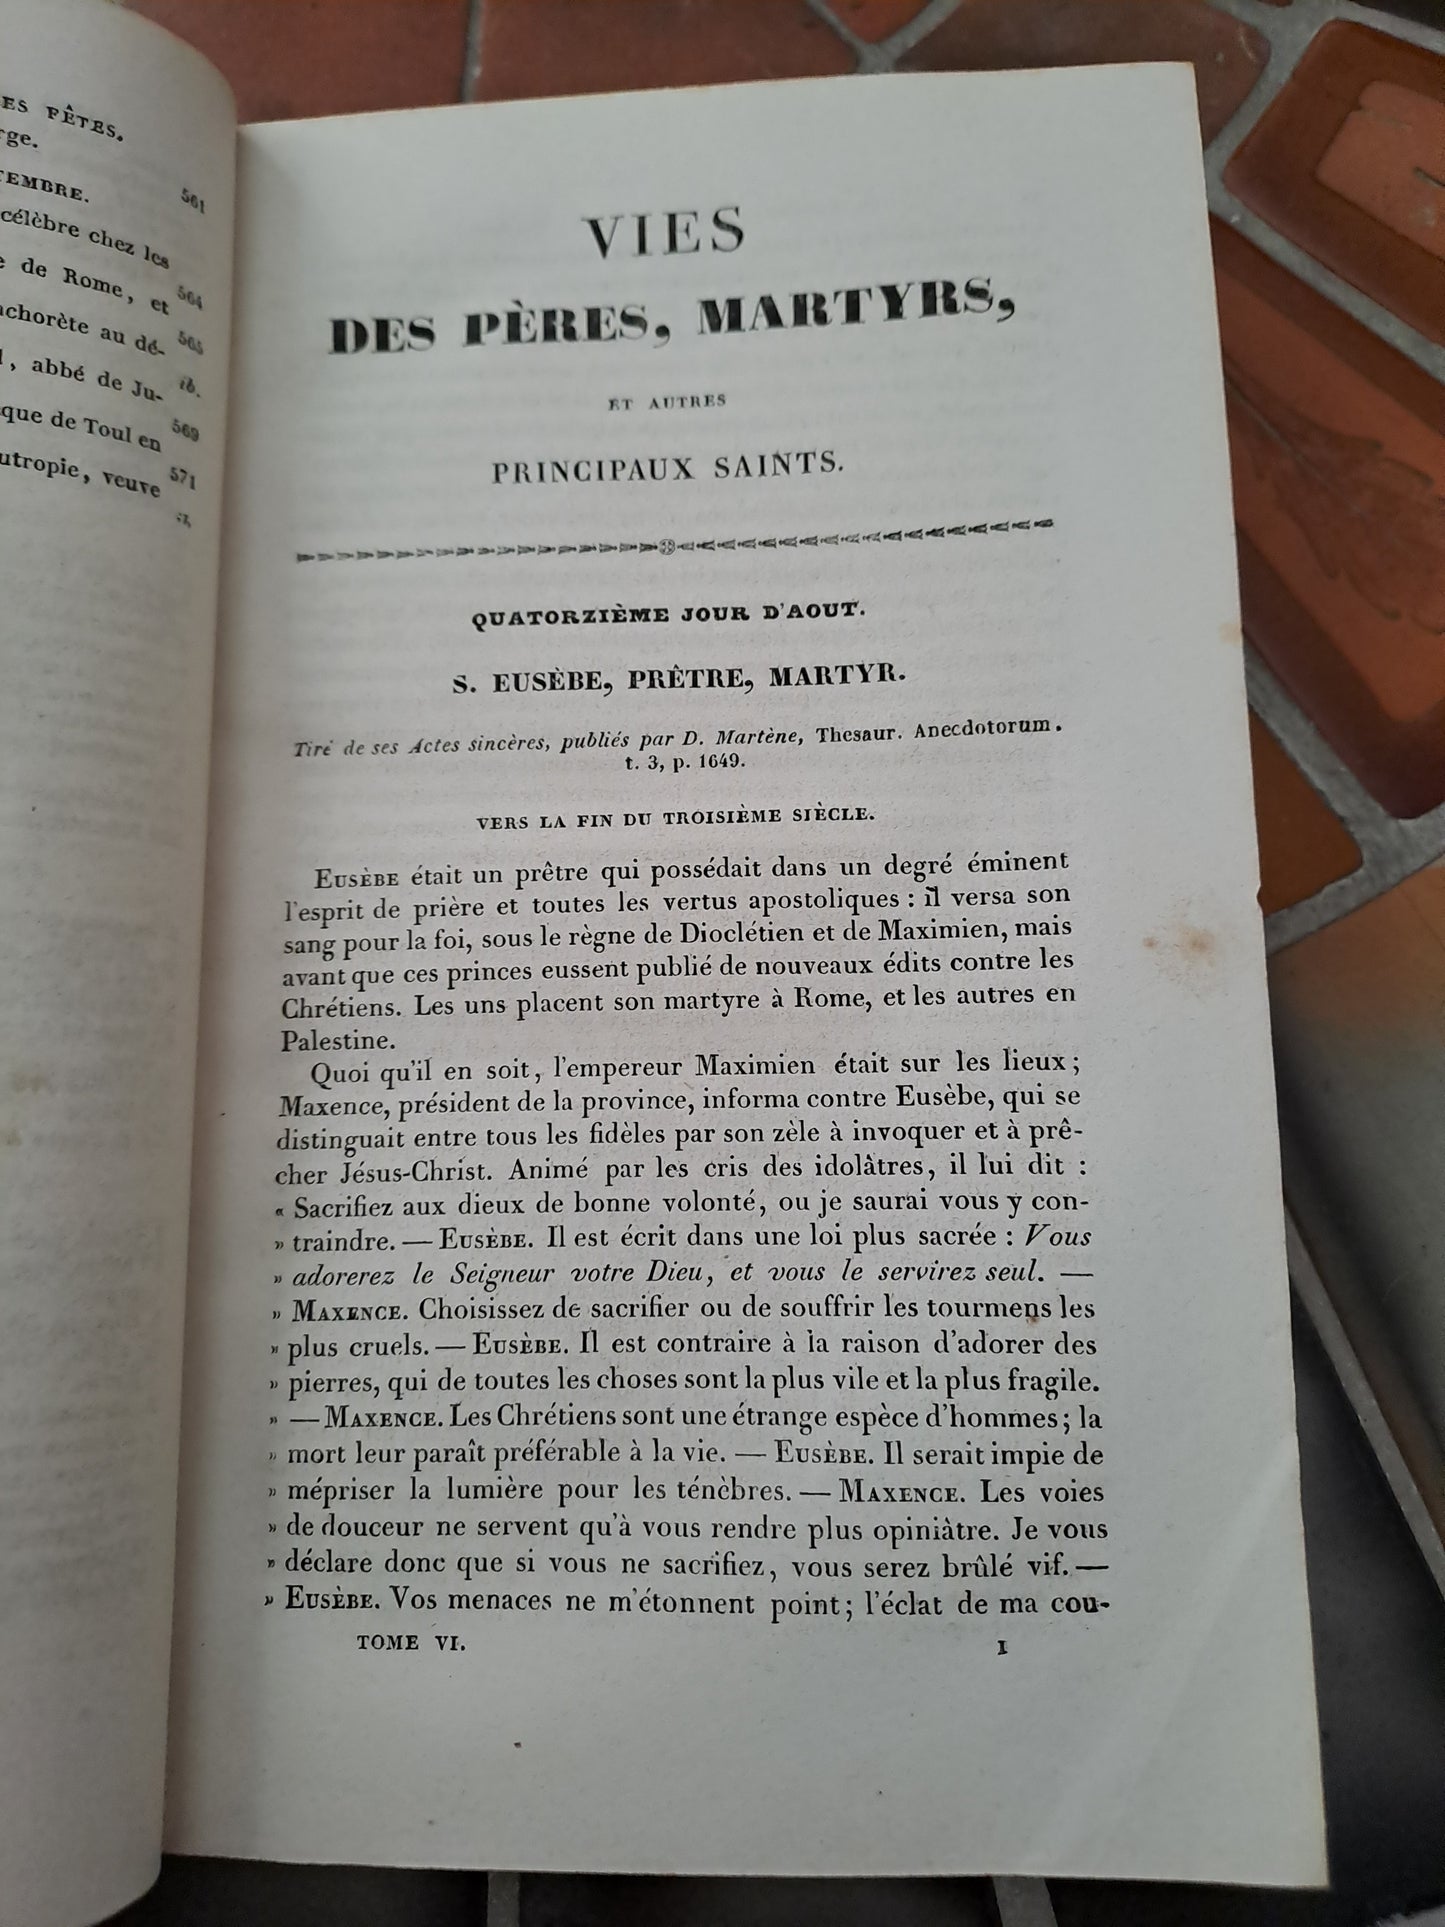 ES FÊTES.
rge.
TEMBRE.
561
célèbre chez les
564
de Rome, et
565
achorète au dé-
ib.
, abbé de Ju-
569
que de Toul en
571
utropie, veuve
VIES
DES PÈRES, MARTYRS,
ET AUTRES
PRINCIPAUX SAINTS.
QUATORZIÈME JOUR D'AOUT.
S. EUSÈBE, PRÊTRE, MARTYR.
Tiré de ses Actes sincères, publiés par D. Martène, Thesaur. Anecdotorum.
t. 3, p. 1649.
VERS LA FIN DU TROISIÈME SIÈCLE.
EUSÈBE était un prêtre qui possédait dans un degré éminent
l'esprit de prière et toutes les vertus apostoliques : il versa son
sang pour la foi, sous le règne de Dioclétien et de Maximien, mais
avant que ces princes eussent publié de nouveaux édits contre les
Chrétiens. Les uns placent son martyre à Rome, et les autres en
Palestine.
Quoi qu'il en soit, l'empereur Maximien était sur les lieux ;
Maxence, président de la province, informa contre Eusèbe, qui se
distinguait entre tous les fidèles par son zèle à invoquer et à prê-
cher Jésus-Christ. Animé par les cris des idolâtres, il lui dit :
« Sacrifiez aux dieux de bonne volonté, ou je saurai vous y con-
» traindre. — EUSÈBE. Il est écrit dans une loi plus sacrée : Vous
» adorerez le Seigneur votre Dieu, et vous le servirez seul. —
» MAXENCE. Choisissez de sacrifier ou de souffrir les tourmens les
» plus cruels. — EUSÈBE. Il est contraire à la raison d'adorer des
» pierres, qui de toutes les choses sont la plus vile et la plus fragile.
» — MAXENCE. Les Chrétiens sont une étrange espèce d'hommes ; la
» mort leur paraît préférable à la vie. — EUSÈBE. Il serait impie de
» mépriser la lumière pour les ténèbres. — MAXENCE. Les voies
» de douceur ne servent qu'à vous rendre plus opiniâtre. Je vous
» déclare donc que si vous ne sacrifiez, vous serez brûlé vif. —
» EUSÈBE. Vos menaces ne m'étonnent point ; l'éclat de ma cou-
TOME VI. 1